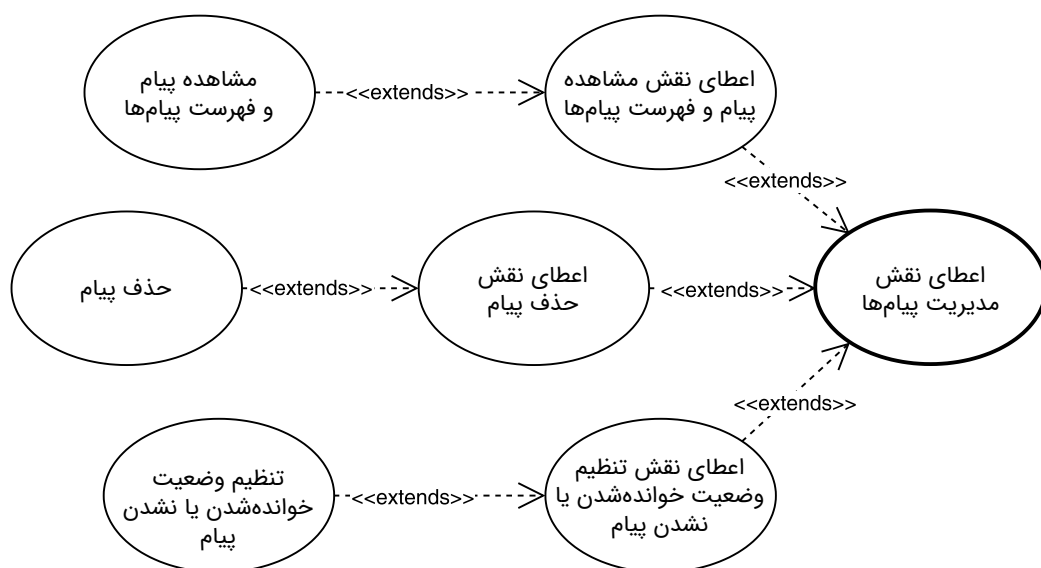 مشاهده پیام
و فهرست پیام‌ها
<<extends>>
اعطای نقش مشاهده
پیام و فهرست پیام‌ها
<<extends>>
حذف پیام
<<extends>>
اعطای نقش
حذف پیام
<<extends>>
اعطای نقش
مدیریت پیام‌ها
<<extends>>
تنظیم وضعیت
خوانده‌شدن یا نشدن
پیام
<<extends>>
اعطای نقش تنظیم
وضعیت خوانده‌شدن یا
نشدن پیام